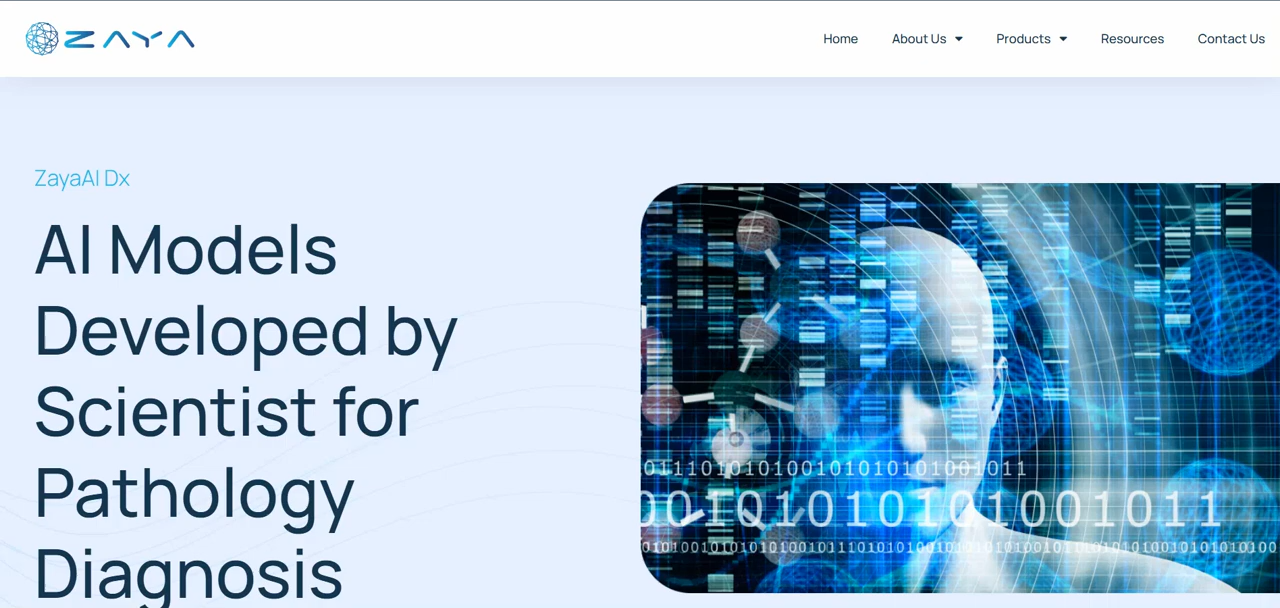 ZAYA
Home
About Us
Products
Resources
Contact Us
ZayaAI Dx
AI Models
Developed by
Scientist for
Pathology
Diagnosis